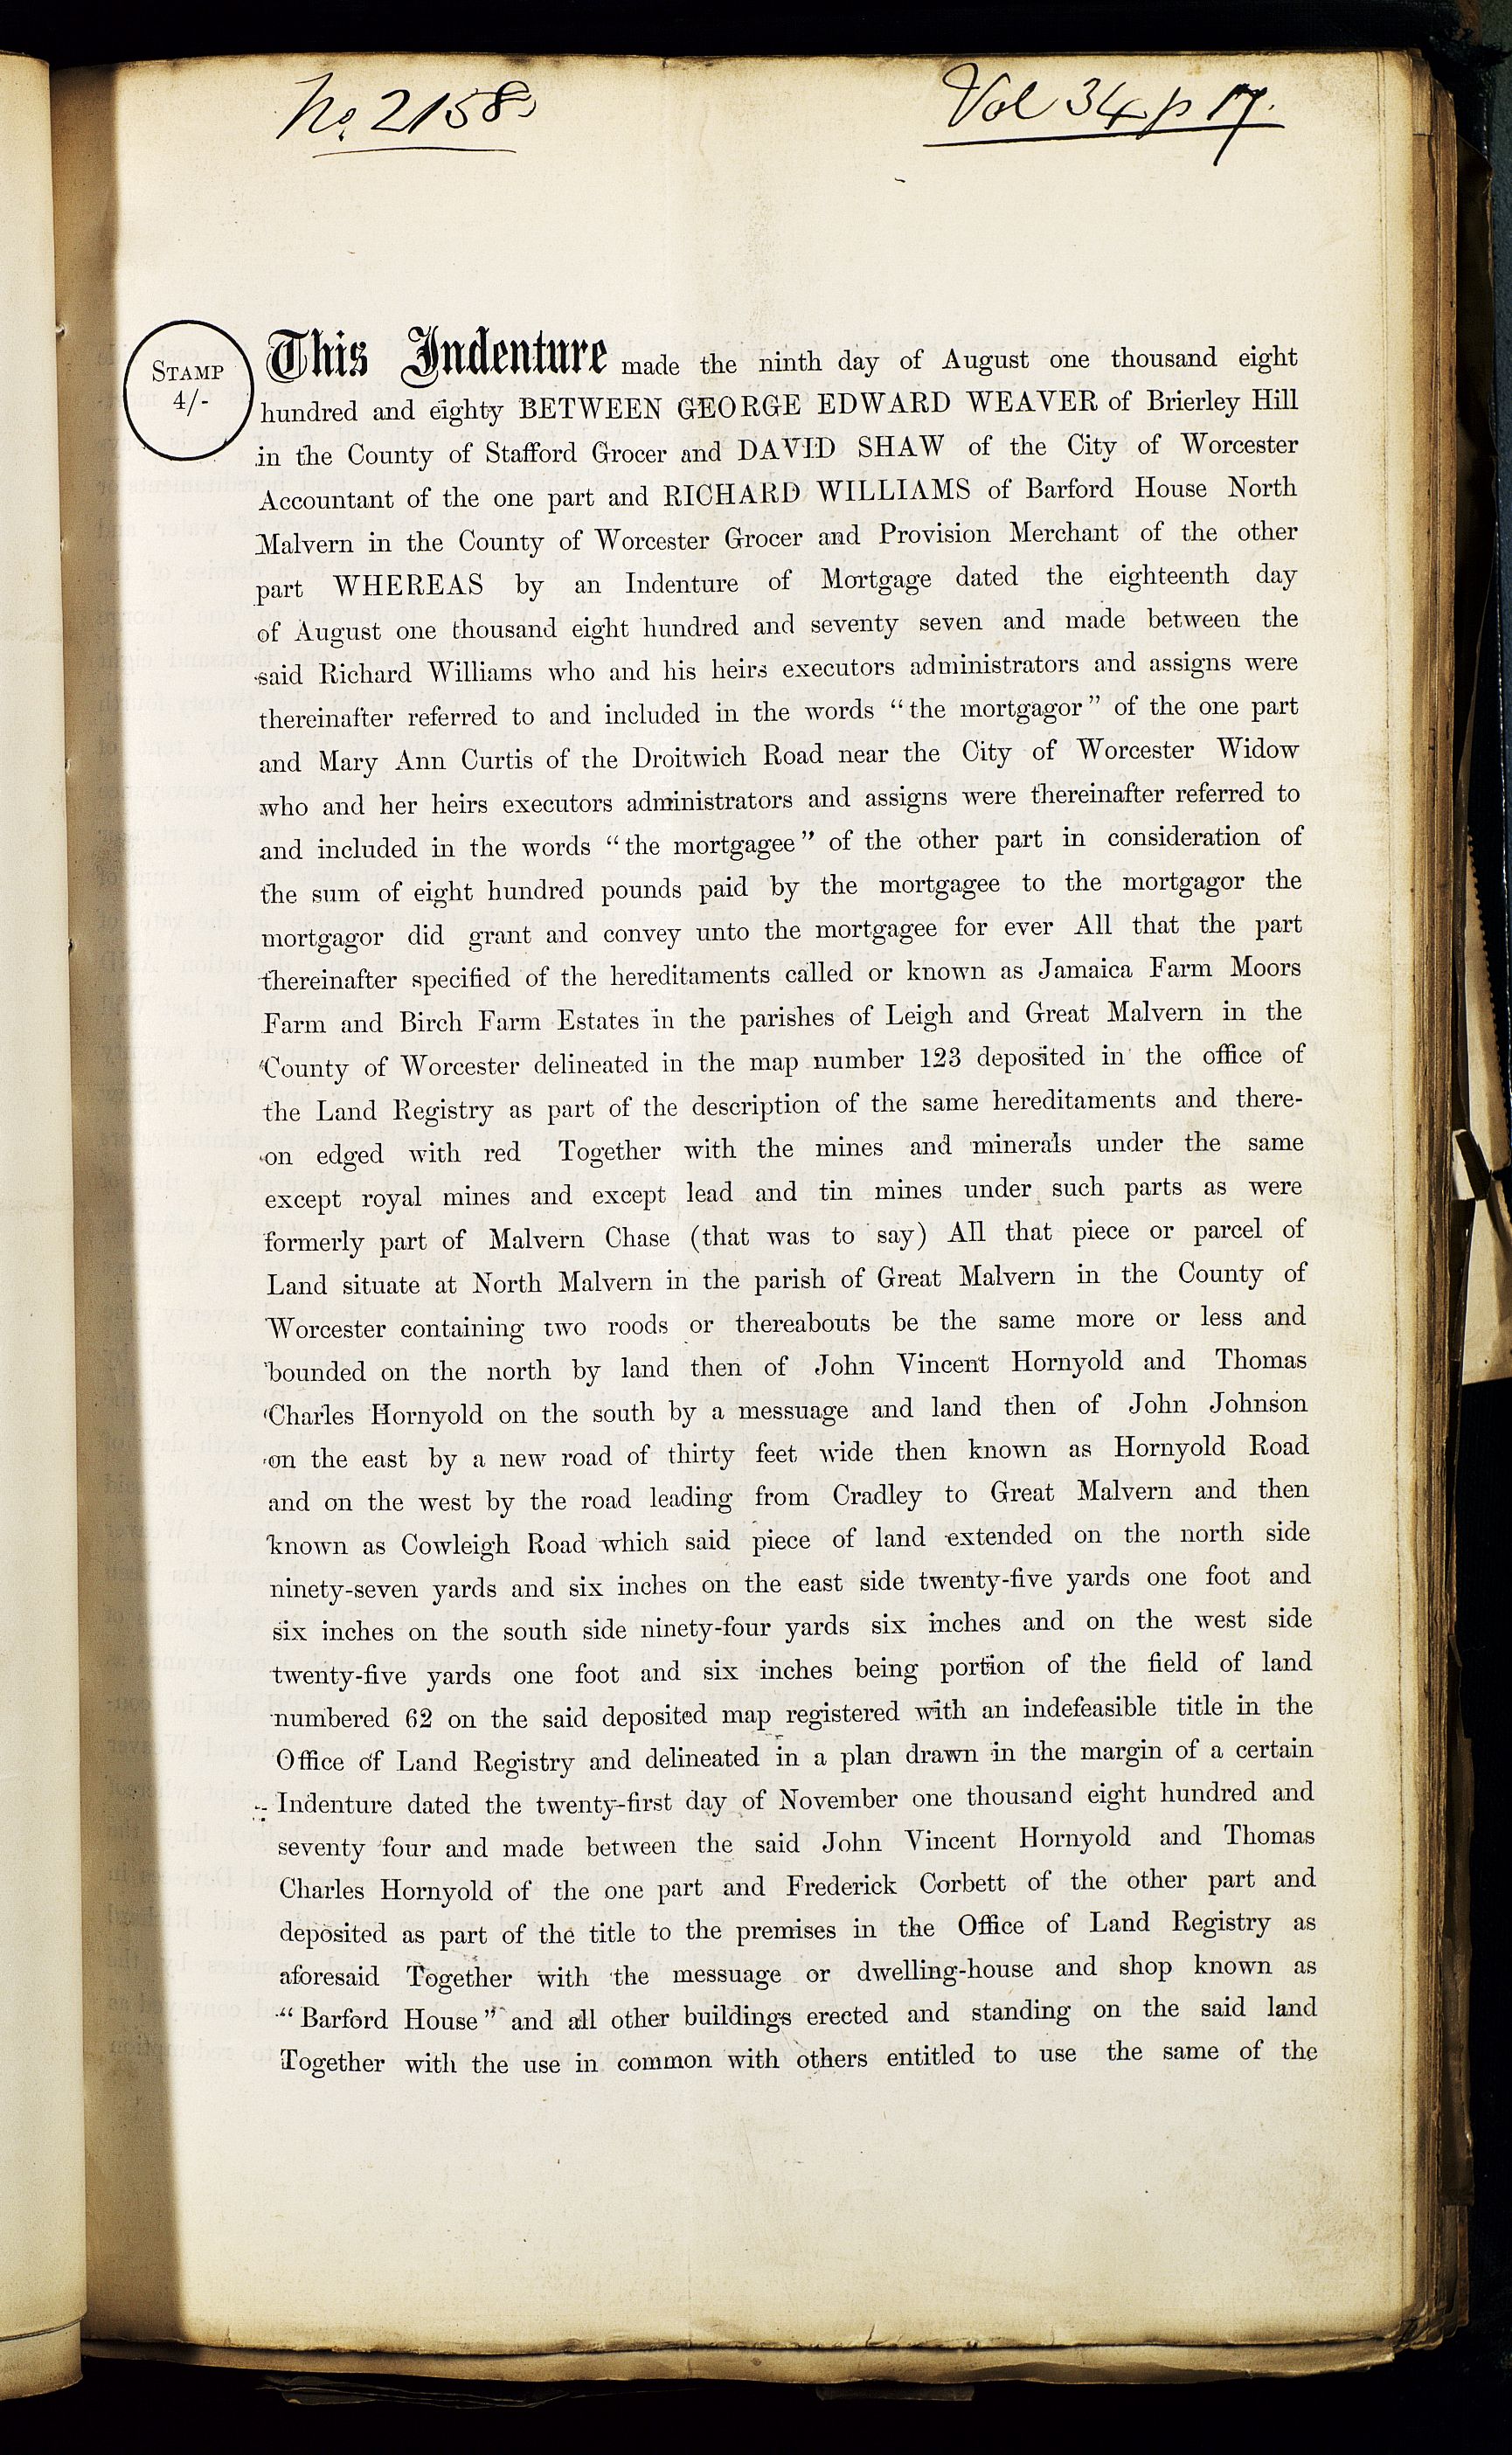 No. 2158
Vol 34 p 17.
STAMP
4/-
This Indenture made the ninth day of August one thousand eight
hundred and eighty BETWEEN GEORGE EDWARD WEAVER of Brierley Hill
in the County of Stafford Grocer and DAVID SHAW of the City of Worcester
Accountant of the one part and RICHARD WILLIAMS of Barford House North
Malvern in the County of Worcester Grocer and Provision Merchant of the other
part WHEREAS by an Indenture of Mortgage dated the eighteenth day
of August one thousand eight hundred and seventy seven and made between the
said Richard Williams who and his heirs executors administrators and assigns were
thereinafter referred to and included in the words “the mortgagor” of the one part
and Mary Ann Curtis of the Droitwich Road near the City of Worcester Widow
who and her heirs executors administrators and assigns were thereinafter referred to
and included in the words “the mortgagee” of the other part in consideration of
the sum of eight hundred pounds paid by the mortgagee to the mortgagor the
mortgagor did grant and convey unto the mortgagee for ever All that the part
thereinafter specified of the hereditaments called or known as Jamaica Farm Moors
Farm and Birch Farm Estates in the parishes of Leigh and Great Malvern in the
County of Worcester delineated in the map number 123 deposited in the office of
the Land Registry as part of the description of the same hereditaments and there-
on edged with red Together with the mines and minerals under the same
except royal mines and except lead and tin mines under such parts as were
formerly part of Malvern Chase (that was to say) All that piece or parcel of
Land situate at North Malvern in the parish of Great Malvern in the County of
Worcester containing two roods or thereabouts be the same more or less and
bounded on the north by land then of John Vincent Hornyold and Thomas
Charles Hornyold on the south by a messuage and land then of John Johnson
on the east by a new road of thirty feet wide then known as Hornyold Road
and on the west by the road leading from Cradley to Great Malvern and then
known as Cowleigh Road which said piece of land extended on the north side
ninety-seven yards and six inches on the east side twenty-five yards one foot and
six inches on the south side ninety-four yards six inches and on the west side
twenty-five yards one foot and six inches being portion of the field of land
numbered 62 on the said deposited map registered with an indefeasible title in the
Office of Land Registry and delineated in a plan drawn in the margin of a certain
Indenture dated the twenty-first day of November one thousand eight hundred and
seventy four and made between the said John Vincent Hornyold and Thomas
Charles Hornyold of the one part and Frederick Corbett of the other part and
deposited as part of the title to the premises in the Office of Land Registry as
aforesaid Together with the messuage or dwelling-house and shop known as
“Barford House” and all other buildings erected and standing on the said land
Together with the use in common with others entitled to use the same of the